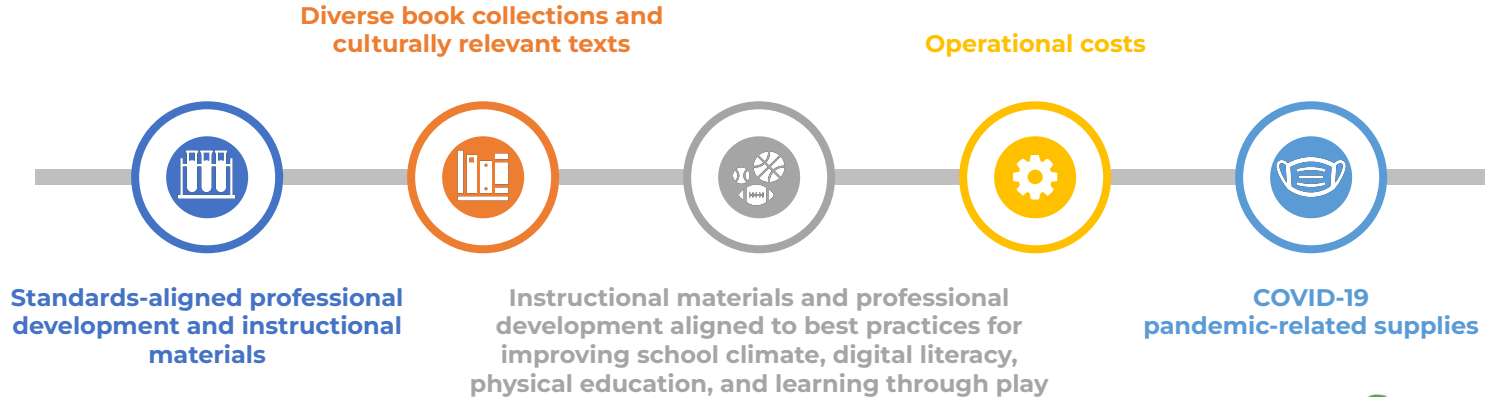 Diverse book collections and
culturally relevant texts
Operational costs
Standards-aligned professional
development and instructional
materials
Instructional materials and professional
development aligned to best practices for
improving school climate, digital literacy,
physical education, and learning through play
COVID-19
pandemic-related supplies